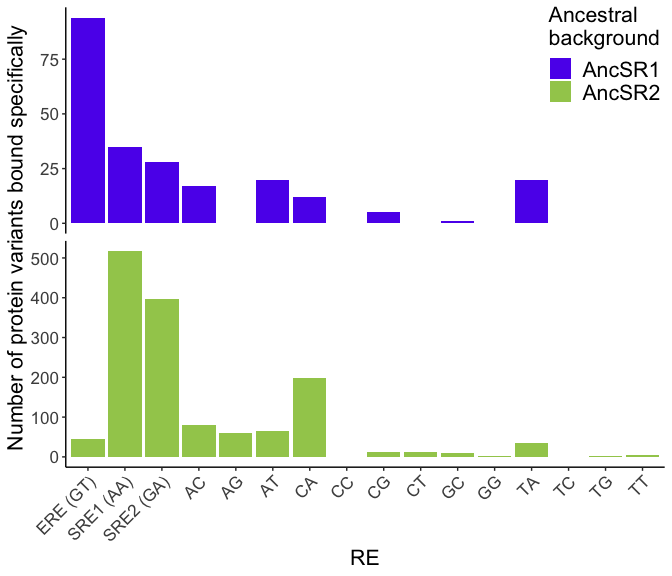 Ancestral
background
AncSR1
AncSR2
Number of protein variants bound specifically
75
50
25
0
500
400
300
200
100
0
ERE (GT)
SRE1 (AA)
SRE2 (GA)
AC
AG
AT
CA
CC
CG
CT
GC
GG
TA
TC
TG
TT
RE